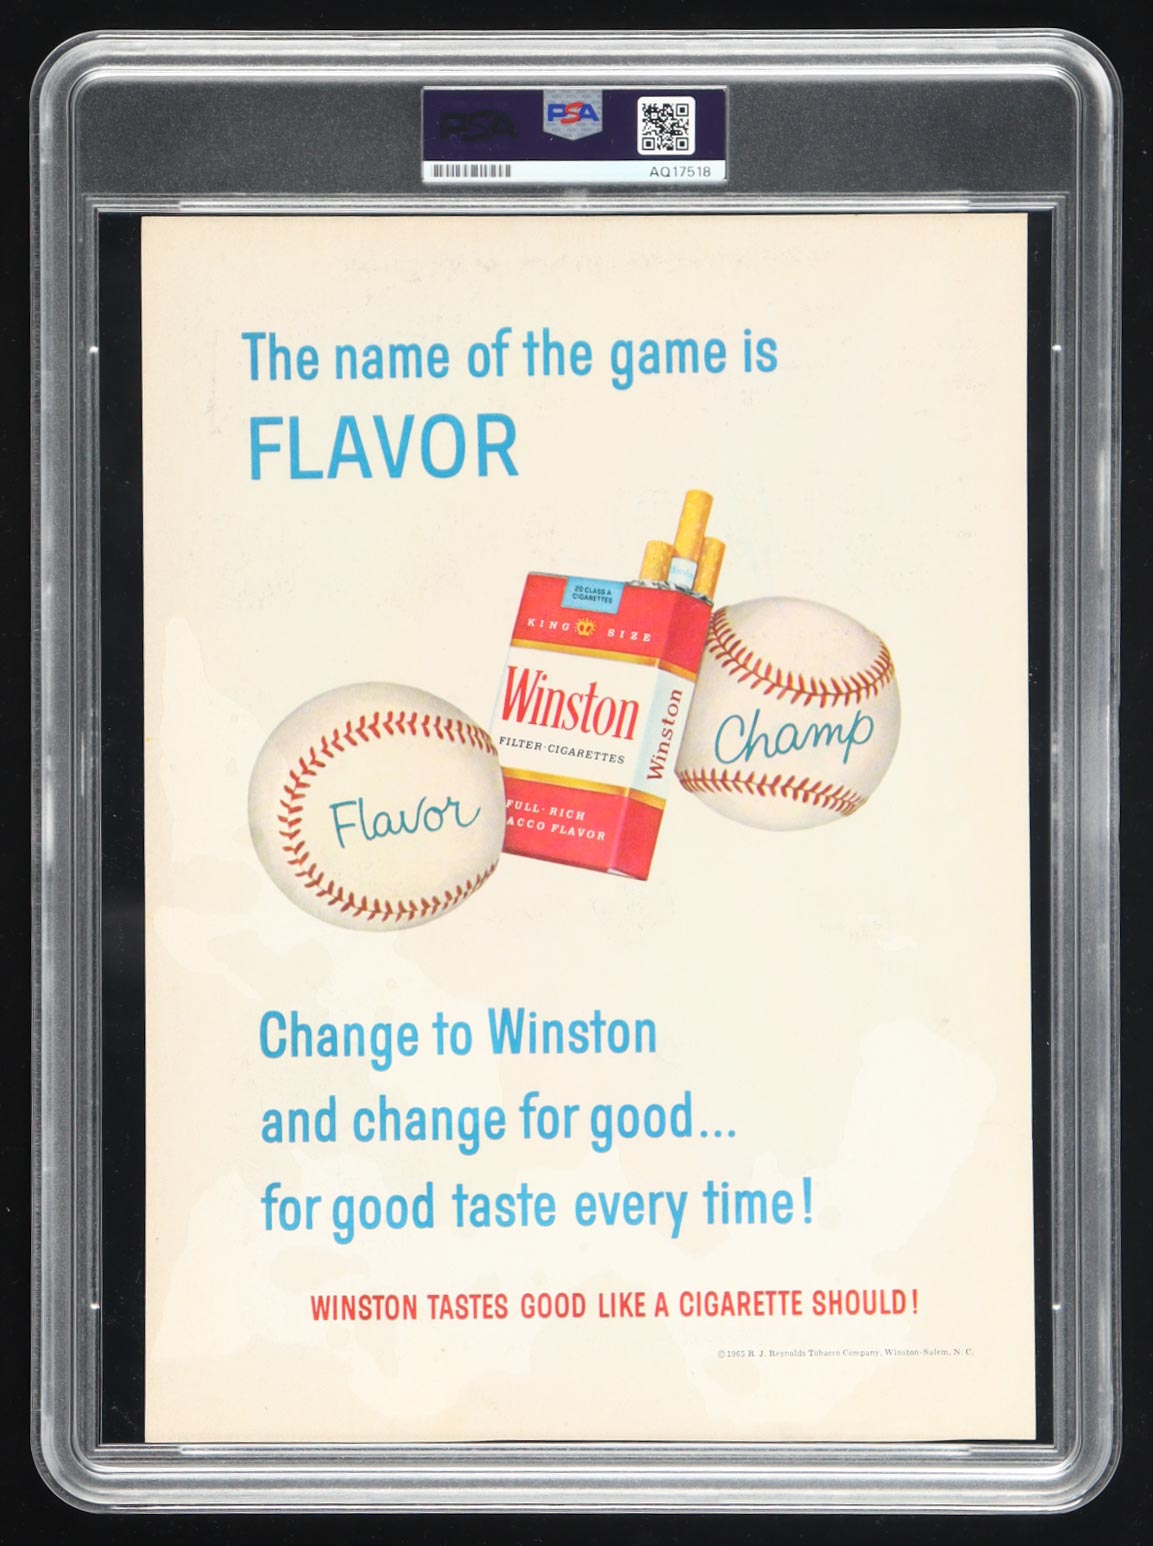 PSA
PSA
AQ17518
The name of the game is
FLAVOR
20 CLASS A
CIGARETTES
KING SIZE
Winston
FILTER·CIGARETTES
Winston
FULL·RICH
ACCO FLAVOR
Flavor
Champ
Change to Winston
and change for good...
for good taste every time!
WINSTON TASTES GOOD LIKE A CIGARETTE SHOULD!
© 1965 R. J. Reynolds Tobacco Company, Winston-Salem, N. C.